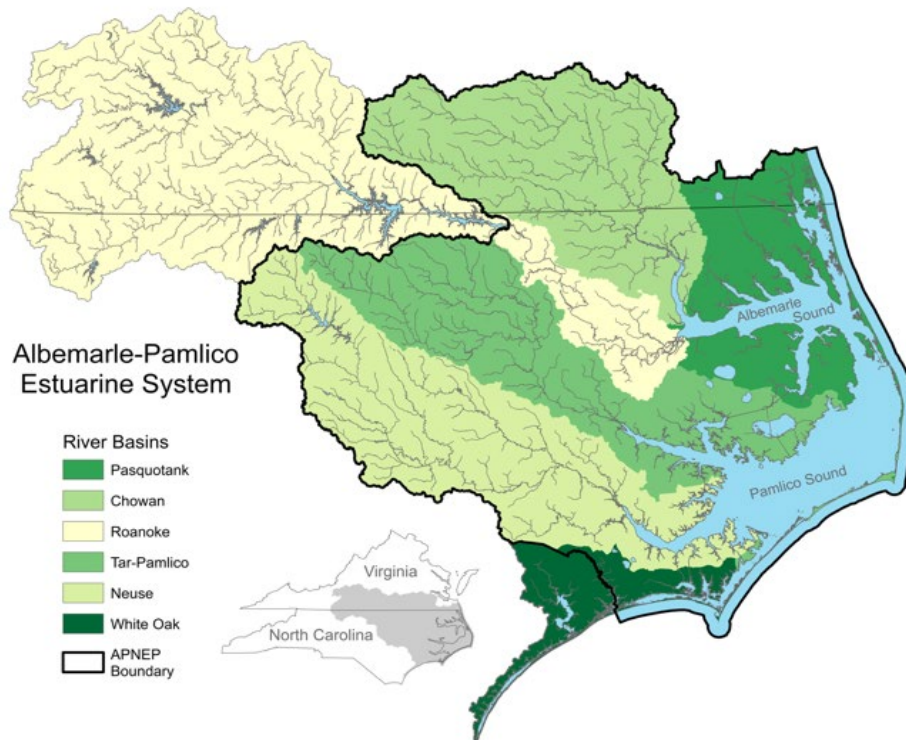 Albemarle
Sound
Albemarle-Pamlico
Estuarine System
River Basins
Pasquotank
Chowan
Roanoke
Tar-Pamlico
Neuse
White Oak
APNEP
Boundary
Pamlico Sound
Virginia
North Carolina